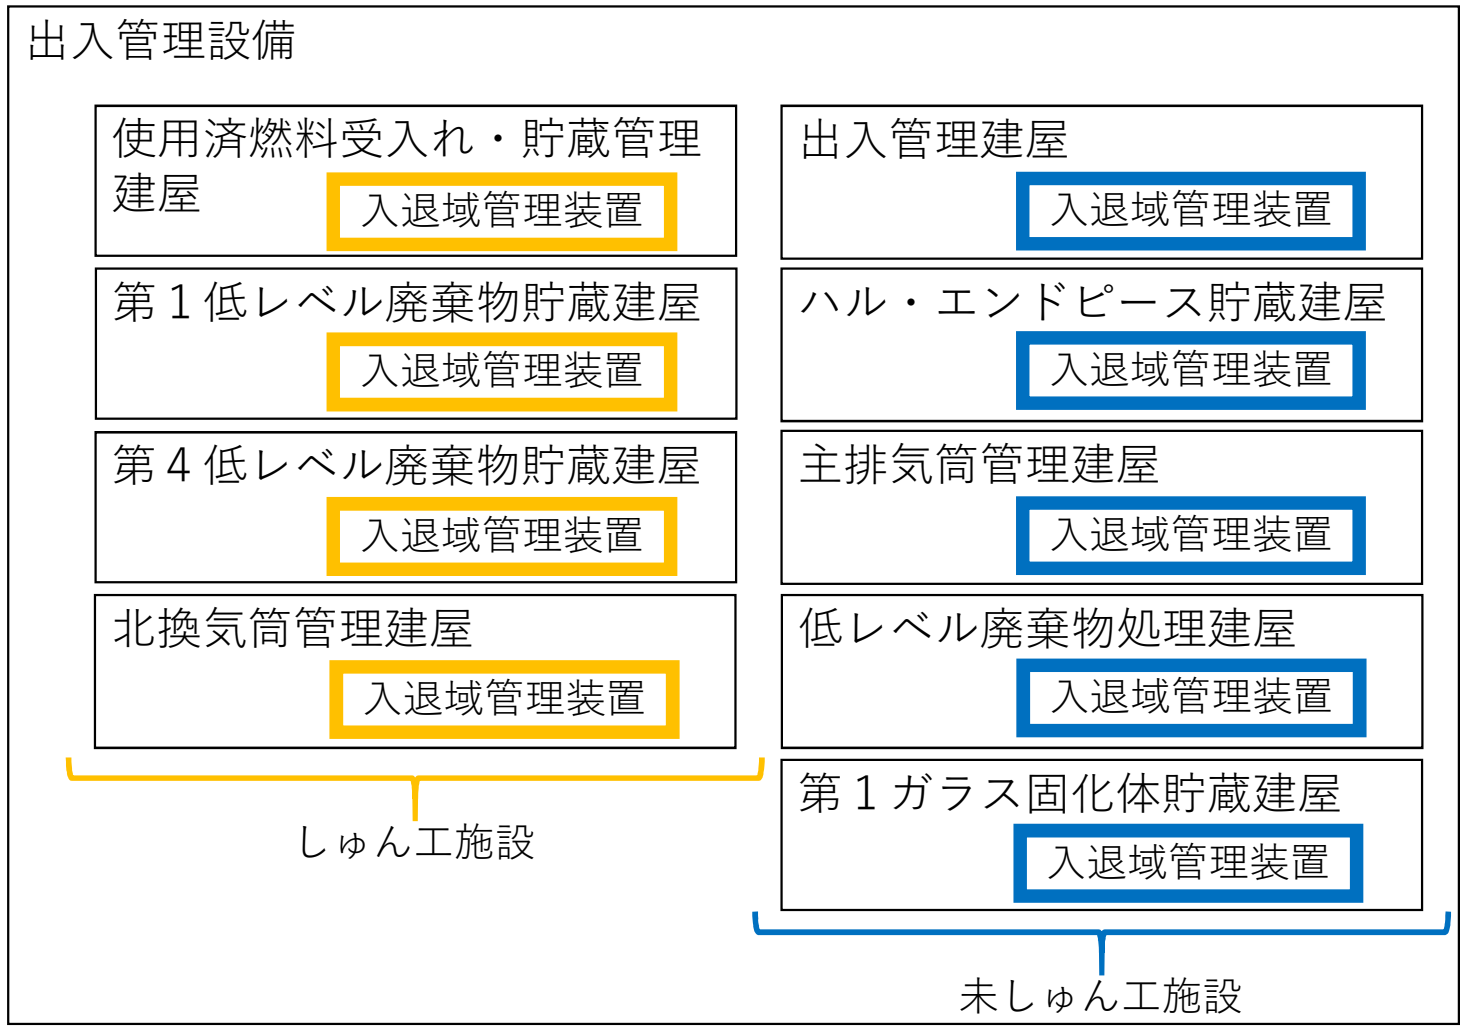 出入管理設備
使用済燃料受入れ・貯蔵管理
建屋
入退域管理装置
第１低レベル廃棄物貯蔵建屋
入退域管理装置
第４低レベル廃棄物貯蔵建屋
入退域管理装置
北換気筒管理建屋
入退域管理装置
しゅん工施設
出入管理建屋
入退域管理装置
ハル・エンドピース貯蔵建屋
入退域管理装置
主排気筒管理建屋
入退域管理装置
低レベル廃棄物処理建屋
入退域管理装置
第１ガラス固化体貯蔵建屋
入退域管理装置
未しゅん工施設